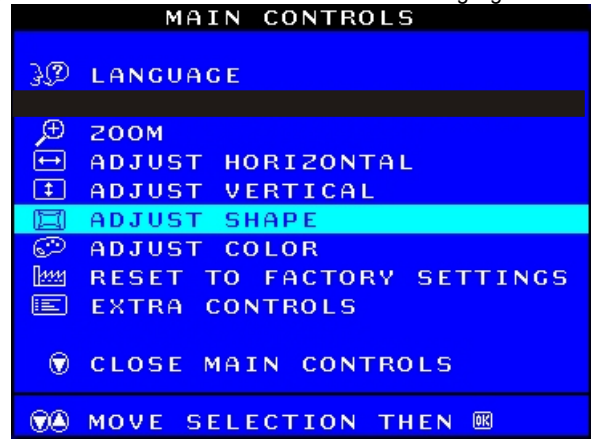 MAIN CONTROLS
LANGUAGE
ZOOM
ADJUST HORIZONTAL
ADJUST VERTICAL
ADJUST SHAPE
ADJUST COLOR
RESET TO FACTORY SETTINGS
EXTRA CONTROLS
CLOSE MAIN CONTROLS
MOVE SELECTION THEN OK